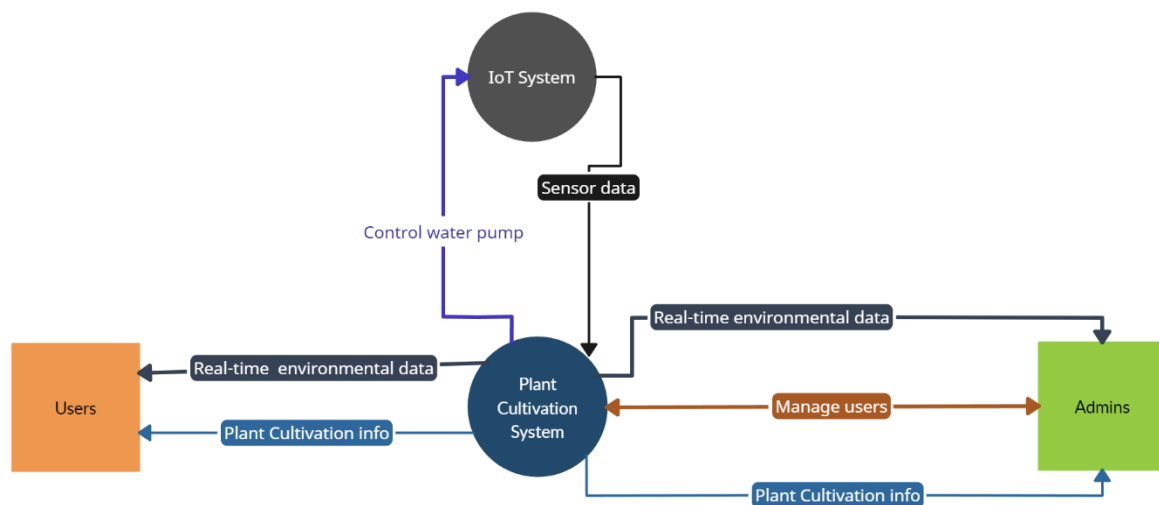 IoT System
Sensor data
Control water pump
Real-time environmental data
Real-time  environmental data
Users
Plant
Cultivation
System
Manage users
Admins
Plant Cultivation info
Plant Cultivation info